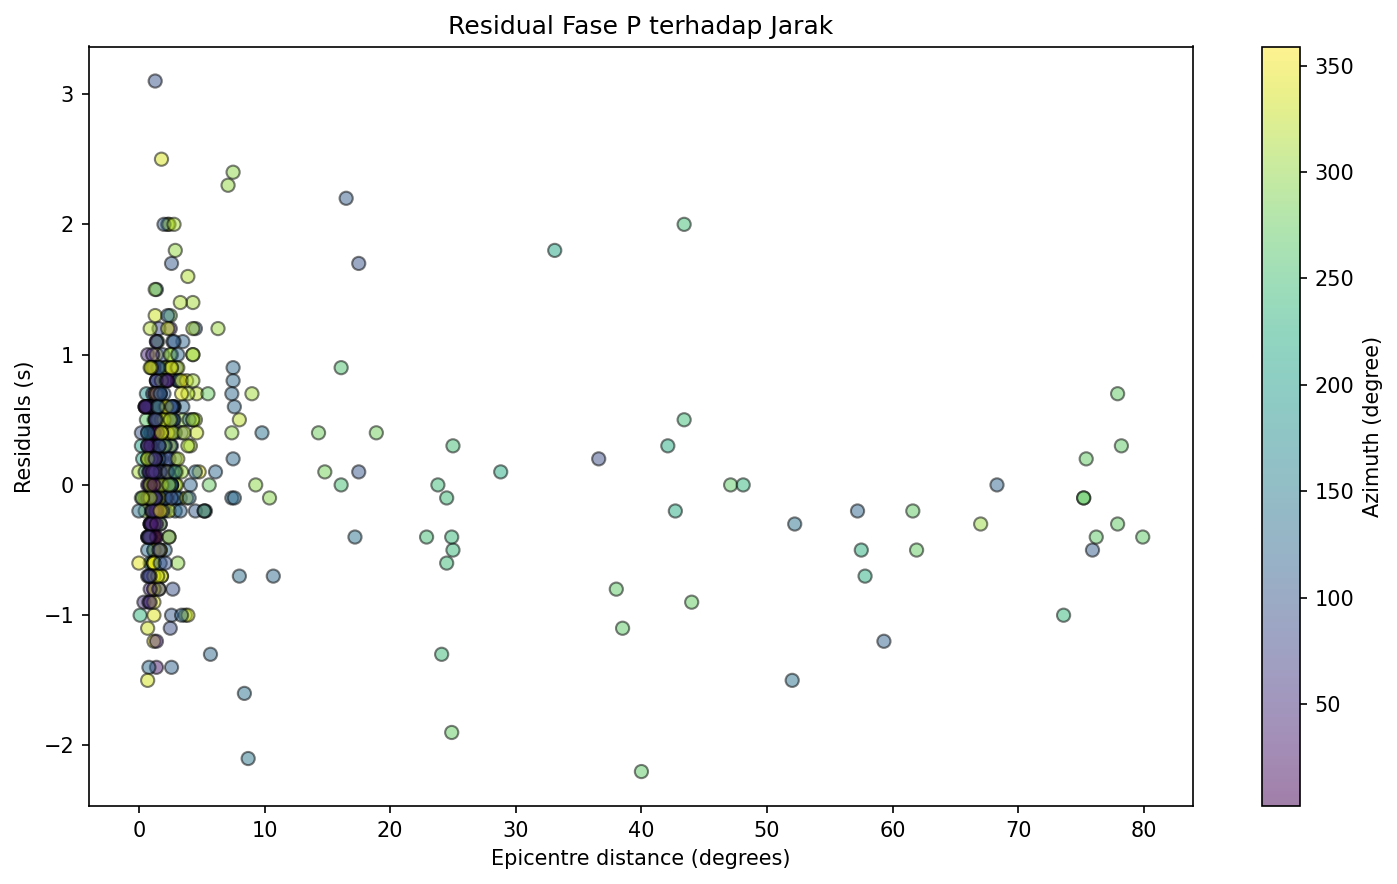 Residual Fase P terhadap Jarak
Residuals (s)
3
2
1
0
−1
−2
0 10 20 30 40 50 60 70 80
Epicentre distance (degrees)
350
300
250
200
150
100
50
Azimuth (degree)